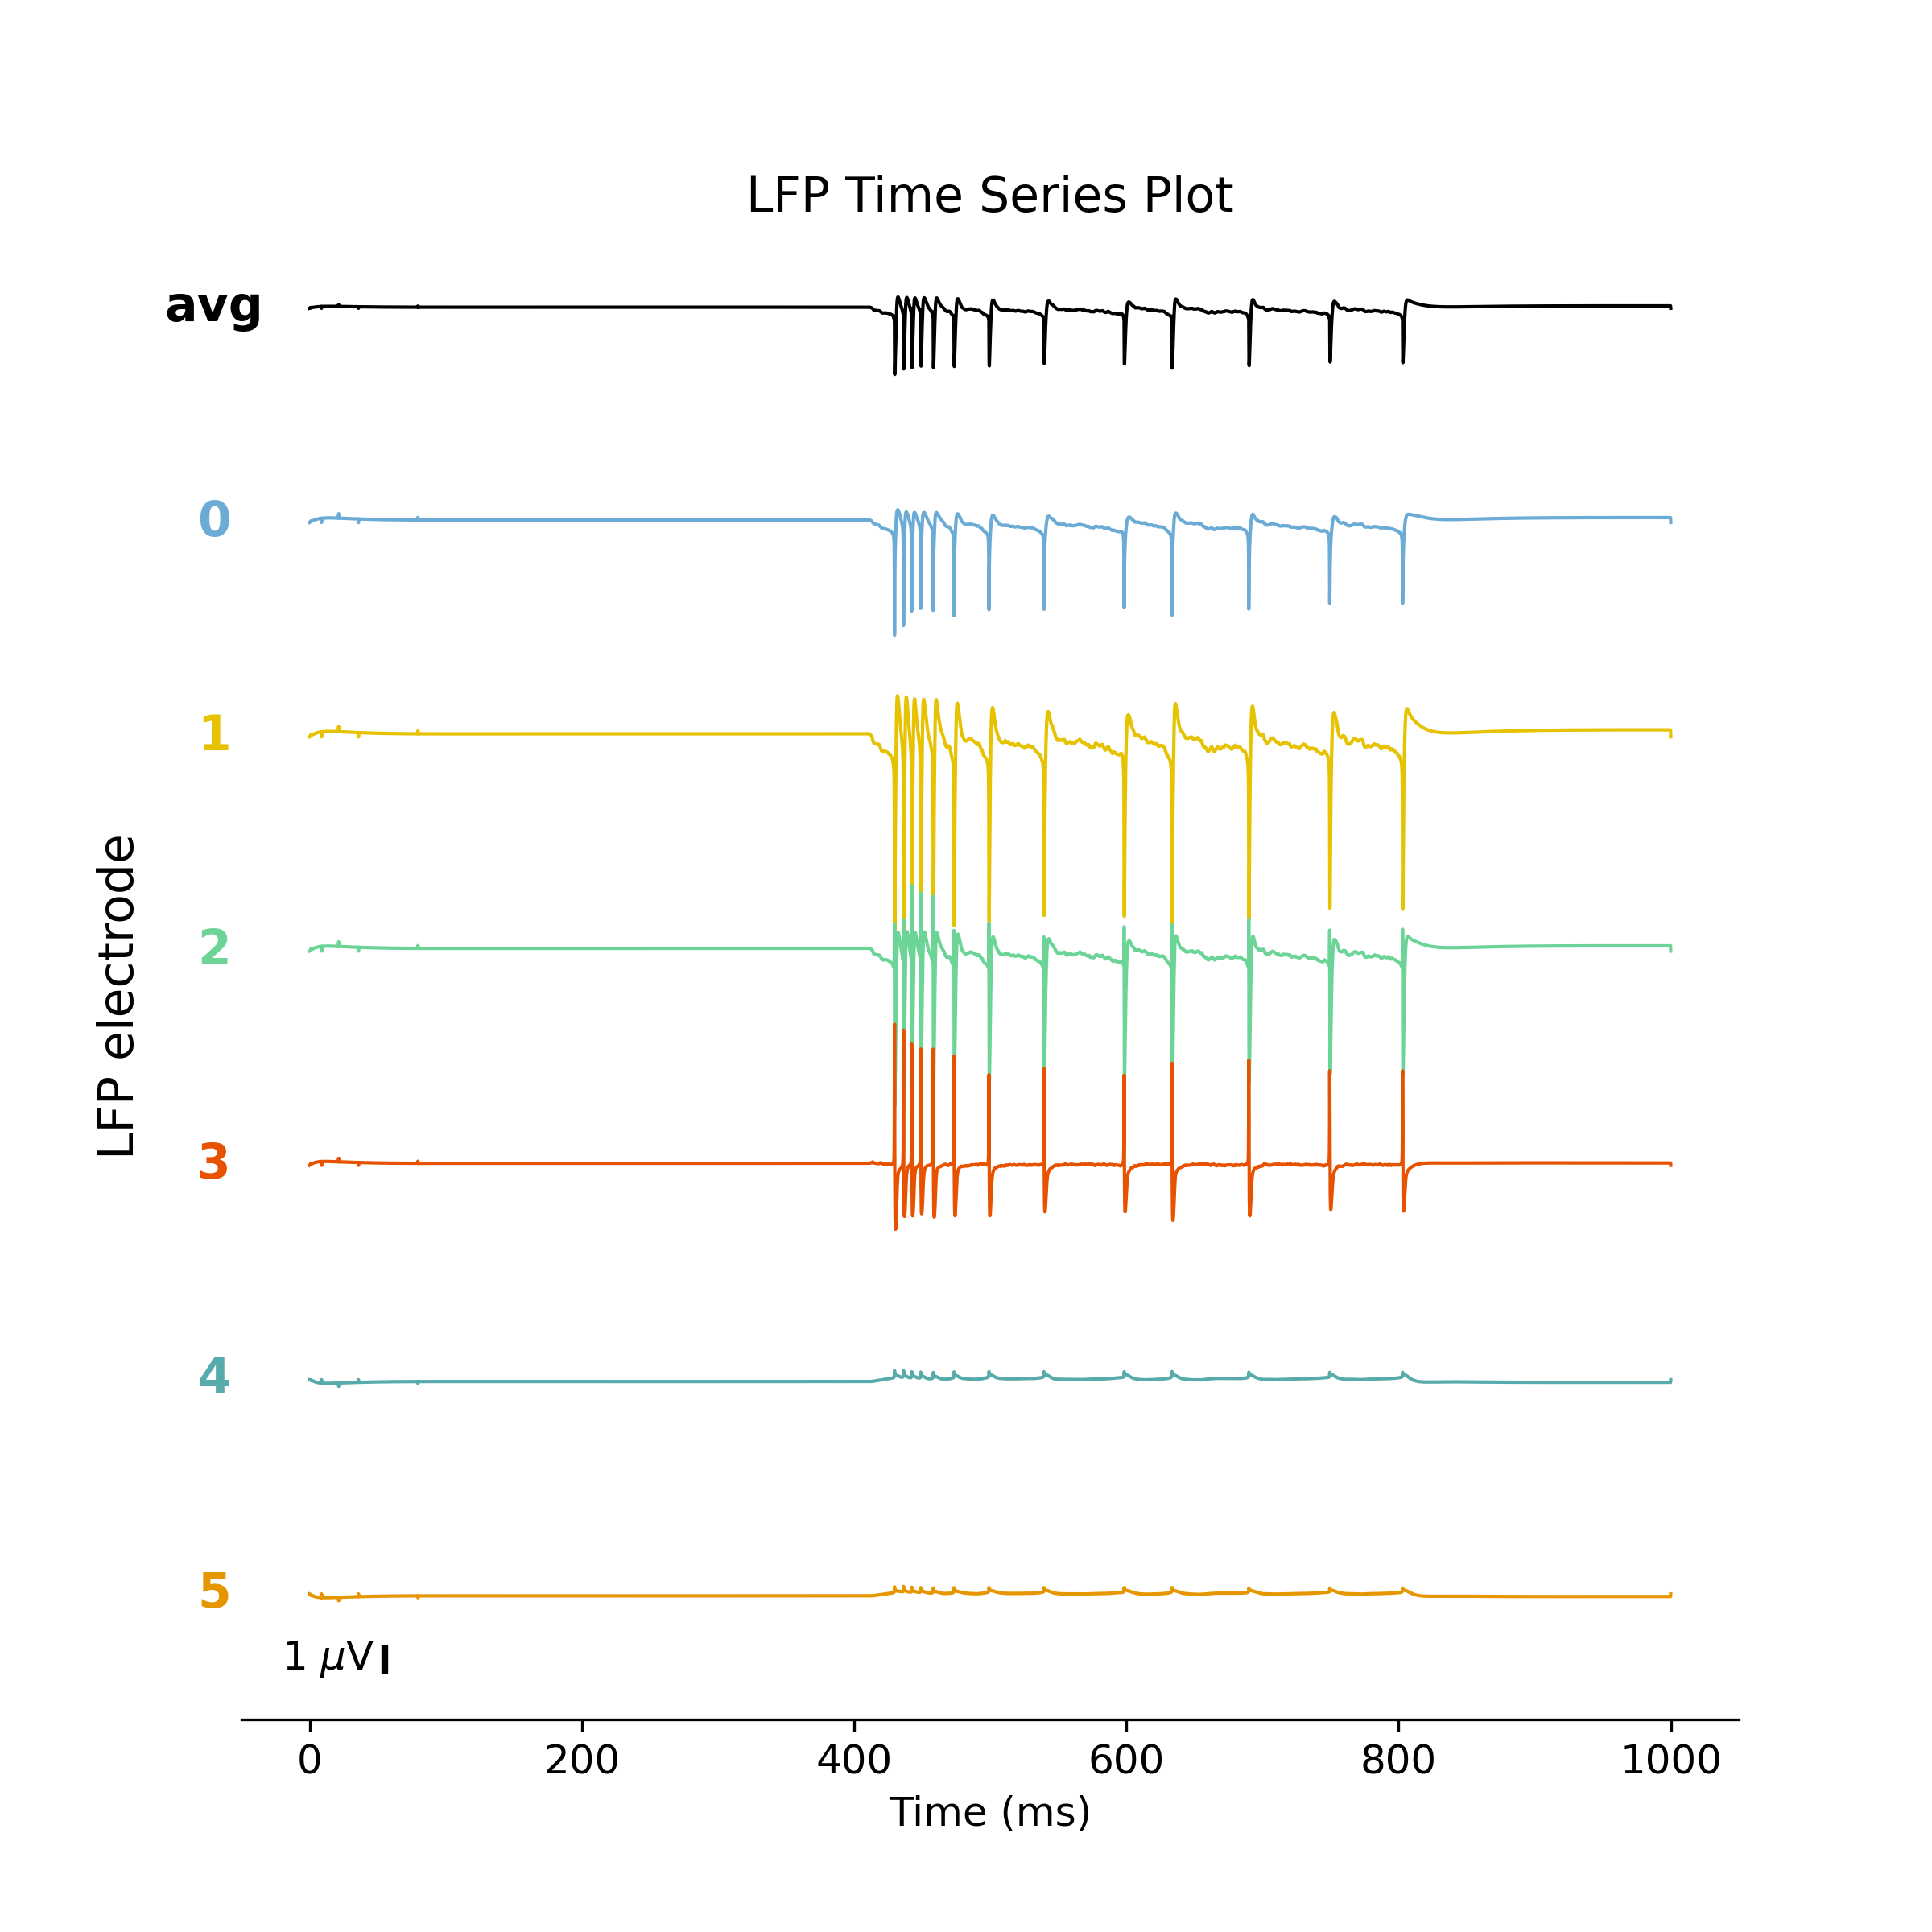 LFP Time Series Plot
avg
0
1
2
3
4
5
LFP electrode
1 μV
0 200 400 600 800 1000
Time (ms)